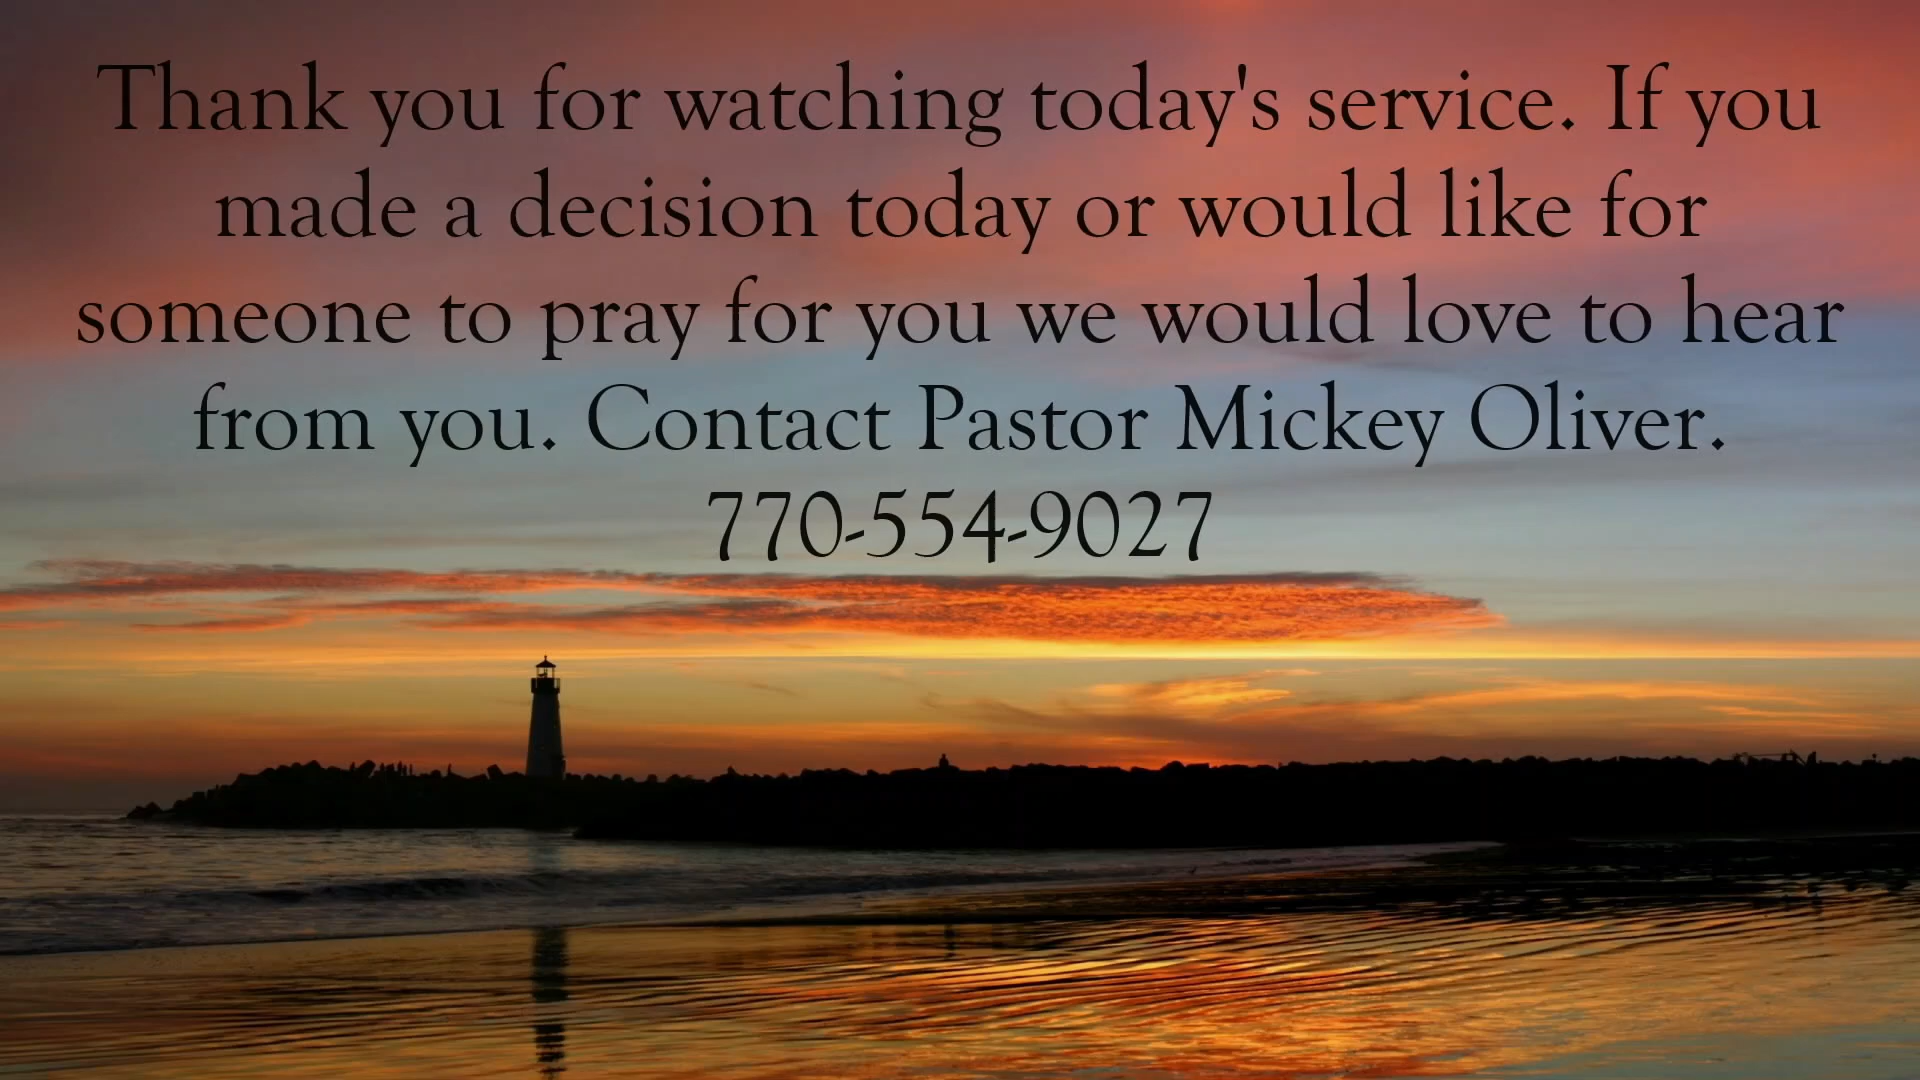 Thank you for watching today's service. If you
made a decision today or would like for
someone to pray for you we would love to hear
from you. Contact Pastor Mickey Oliver.
770-554-9027